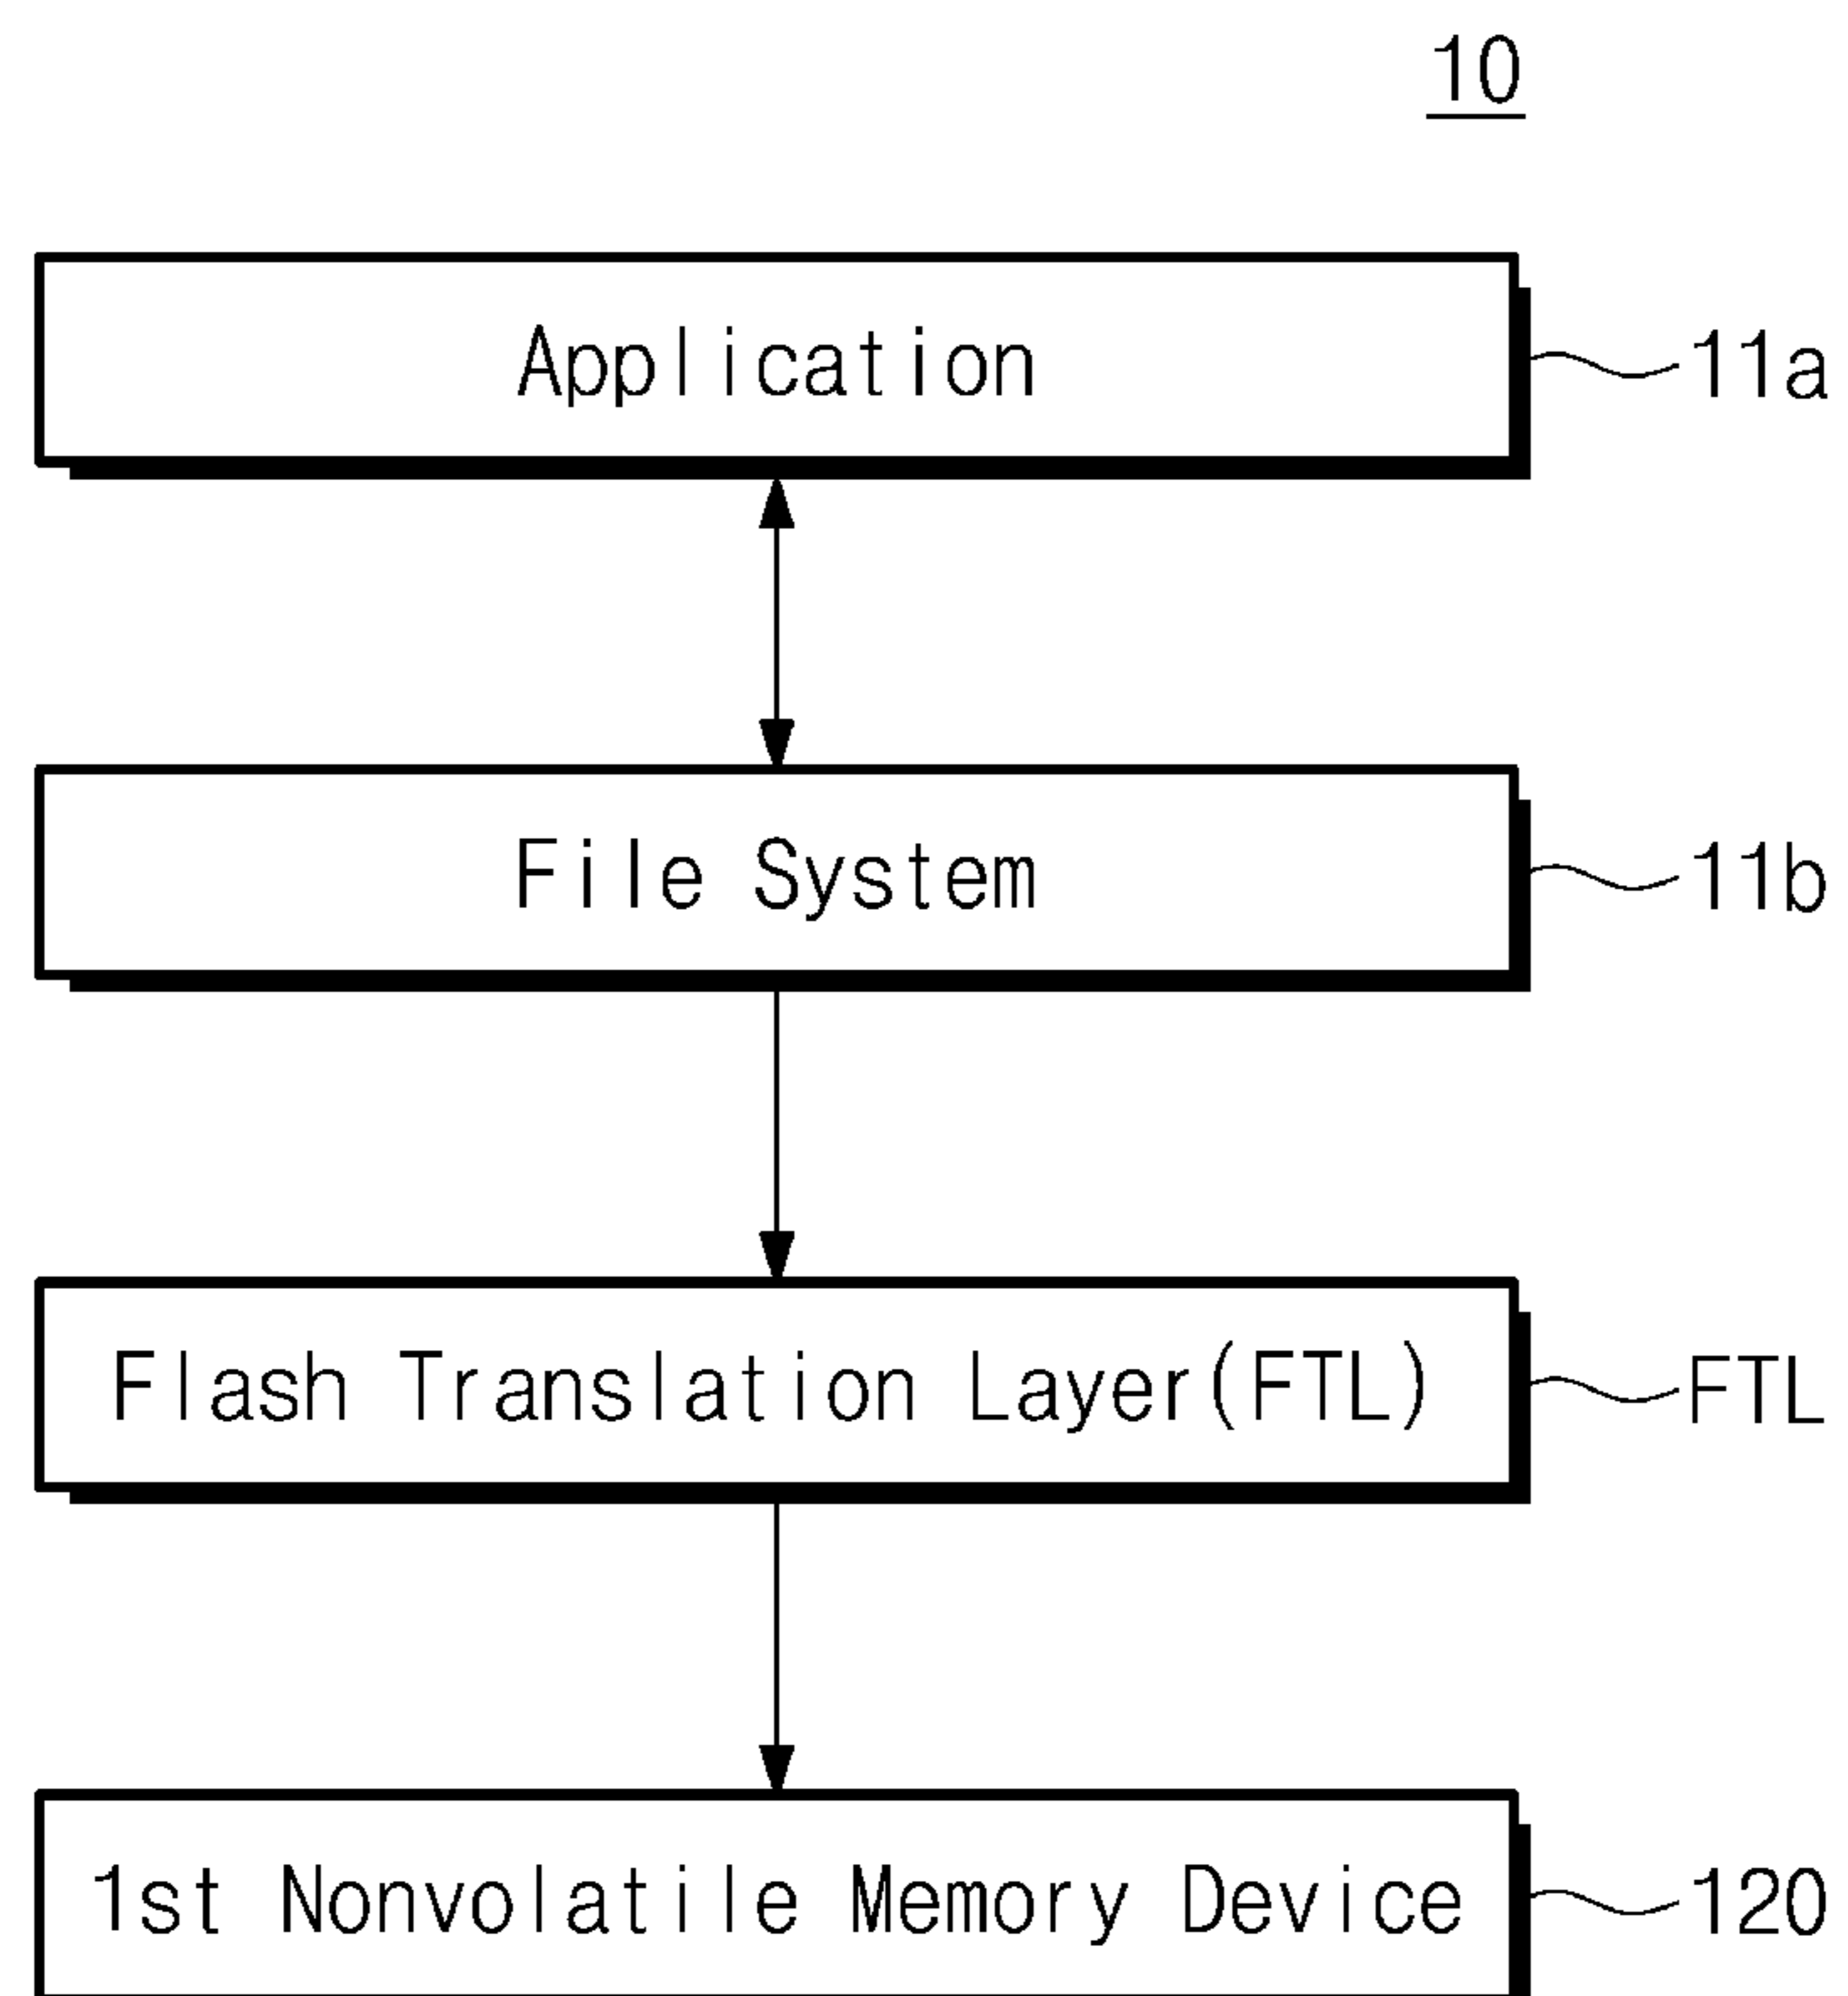 10
Application
11a
File System
11b
Flash Translation Layer(FTL)
FTL
1st Nonvolatile Memory Device
120